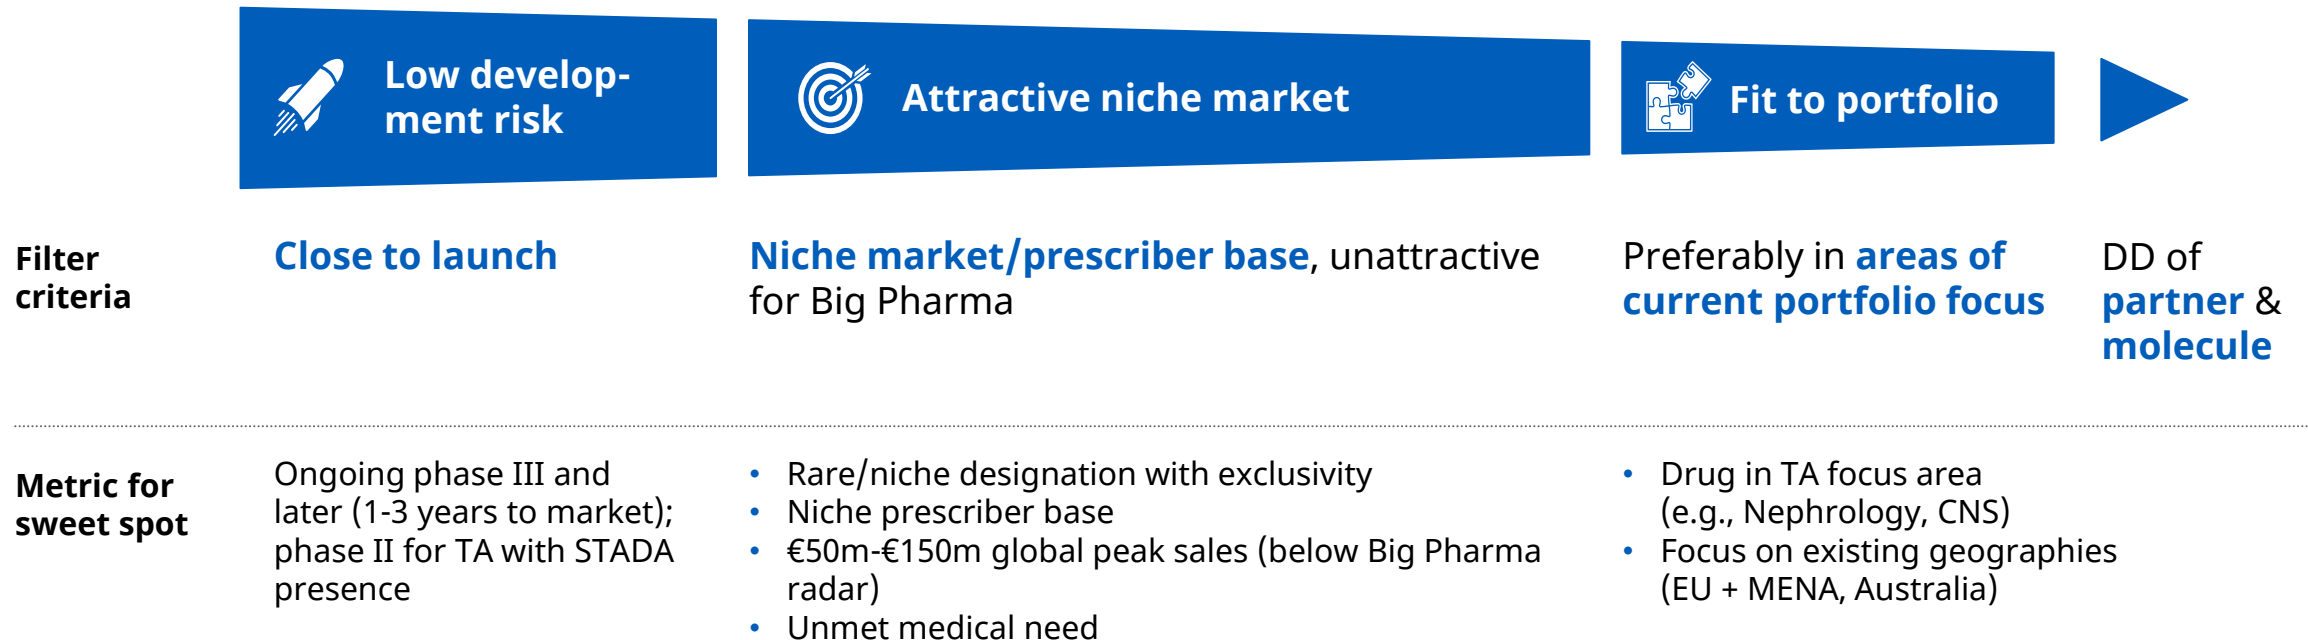 Low develop-
ment risk
Attractive niche market
Fit to portfolio
Filter
criteria
Close to launch
Niche market/prescriber base, unattractive
for Big Pharma
Preferably in areas of
current portfolio focus
DD of
partner &
molecule
Metric for
sweet spot
Ongoing phase III and
later (1-3 years to market);
phase II for TA with STADA
presence
• Rare/niche designation with exclusivity
• Niche prescriber base
• €50m-€150m global peak sales (below Big Pharma
radar)
• Unmet medical need
• Drug in TA focus area
(e.g., Nephrology, CNS)
• Focus on existing geographies
(EU + MENA, Australia)